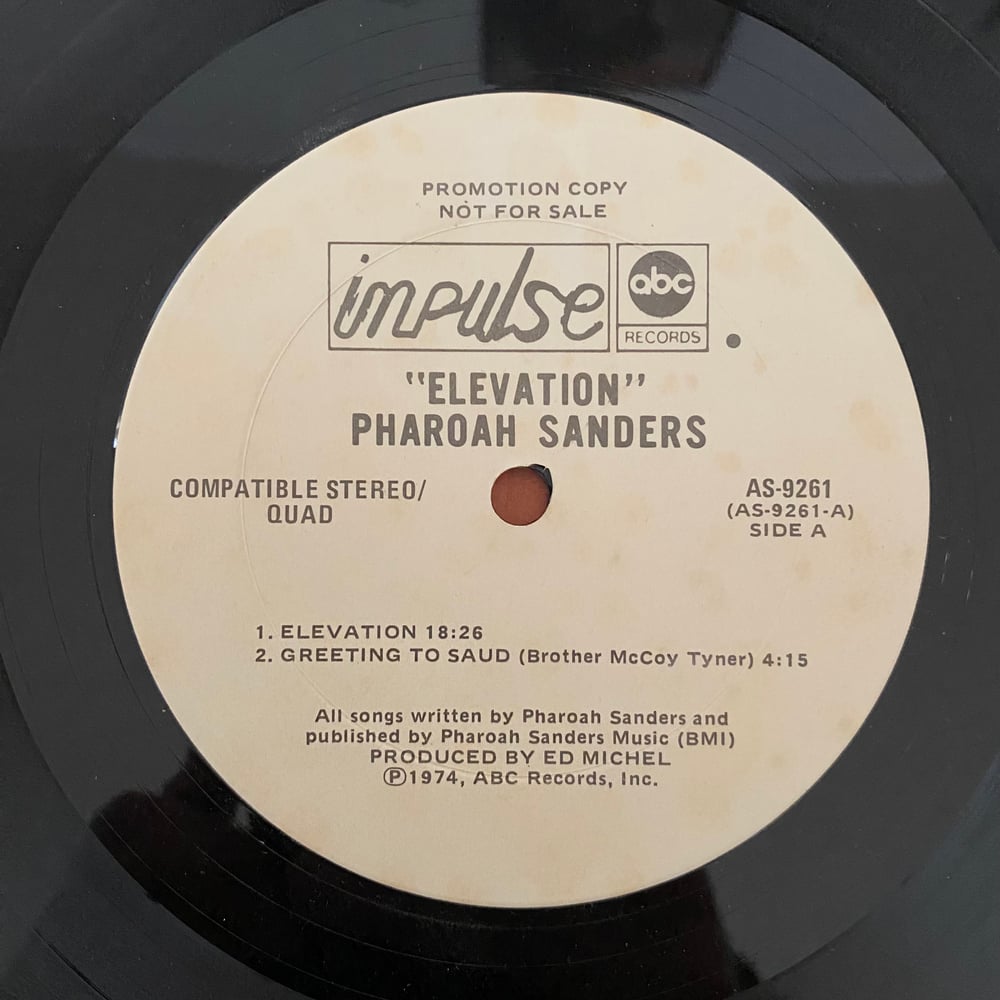 PROMOTION COPY
NOT FOR SALE
impulse
abc
RECORDS
"ELEVATION"
PHAROAH SANDERS
COMPATIBLE STEREO/
QUAD
AS-9261
(AS-9261-A)
SIDE A
1. ELEVATION 18:26
2. GREETING TO SAUD (Brother McCoy Tyner) 4:15
All songs written by Pharoah Sanders and
published by Pharoah Sanders Music (BMI)
PRODUCED BY ED MICHEL
℗1974, ABC Records, Inc.